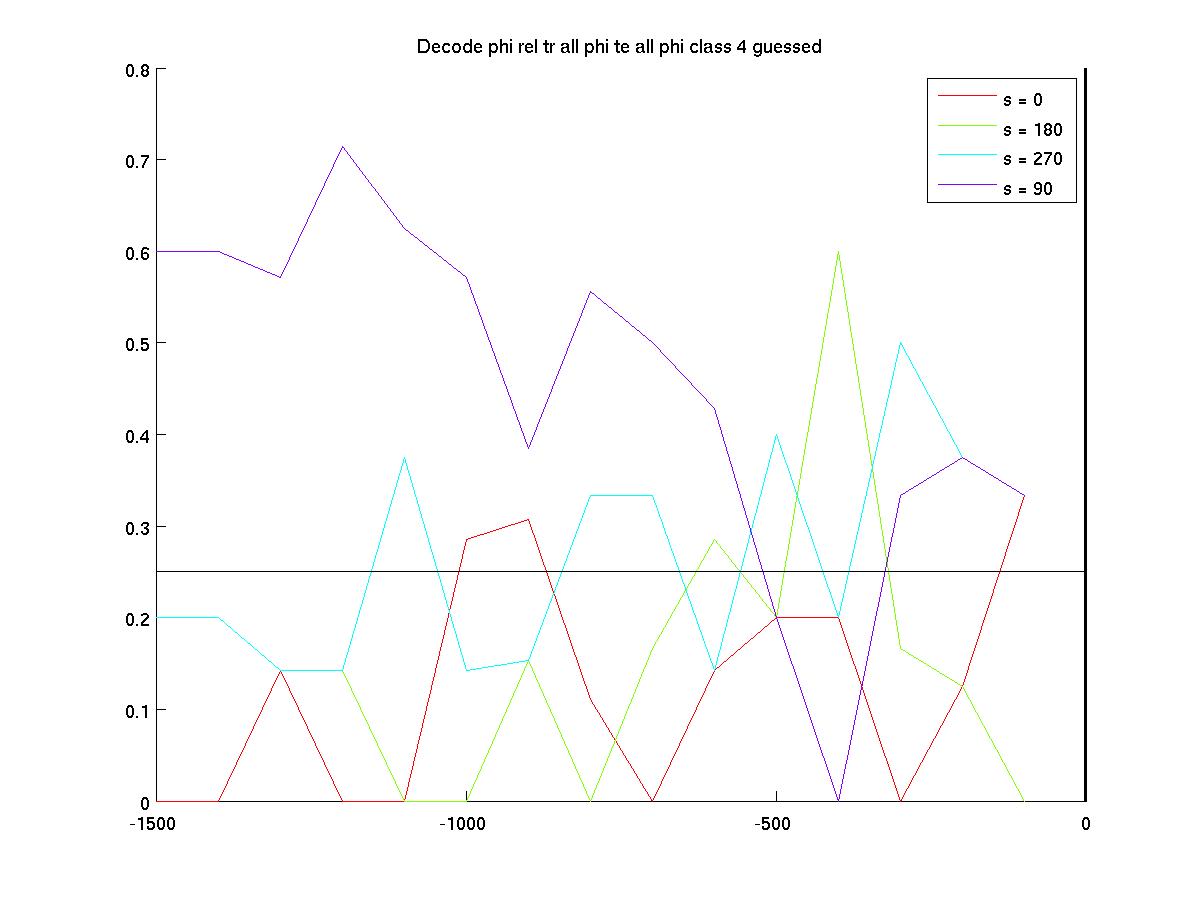 Decode phi rel tr all phi te all phi class 4 guessed
0.8
s = 0
s = 180
s = 270
s = 90
0.7
0.6
0.5
0.4
0.3
0.2
0.1
0
-1500 -1000 -500 0